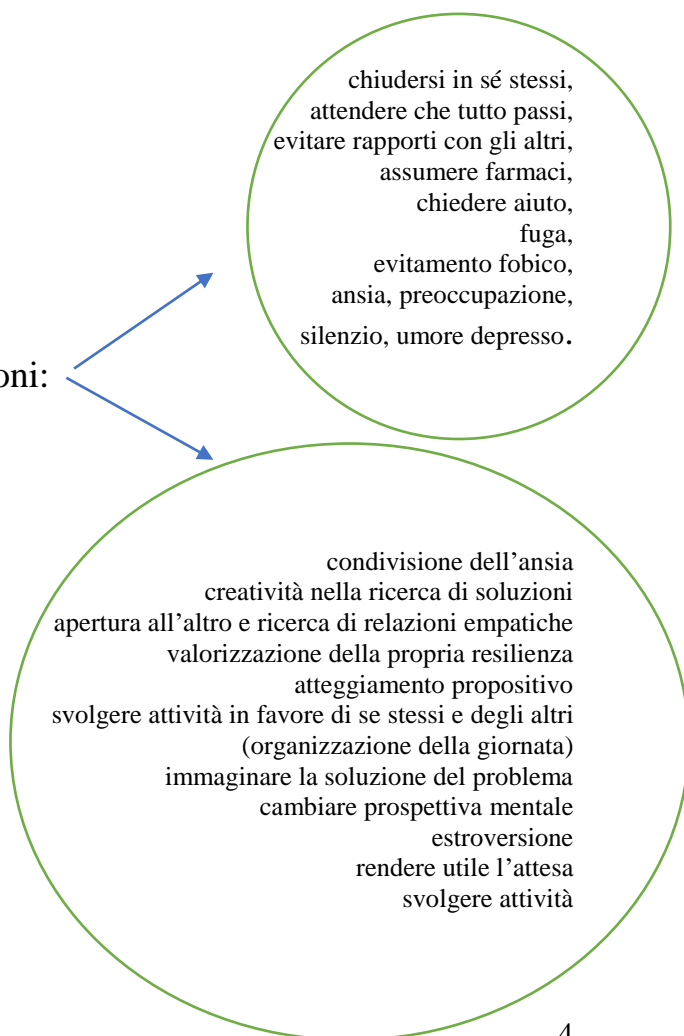 chiudersi in sé stessi,
attendere che tutto passi,
evitare rapporti con gli altri,
assumere farmaci,
chiedere aiuto,
fuga,
evitamento fobico,
ansia, preoccupazione,
silenzio, umore depresso.
oni:
condivisione dell’ansia
creatività nella ricerca di soluzioni
apertura all’altro e ricerca di relazioni empatiche
valorizzazione della propria resilienza
atteggiamento propositivo
svolgere attività in favore di se stessi e degli altri
(organizzazione della giornata)
immaginare la soluzione del problema
cambiare prospettiva mentale
estroversione
rendere utile l’attesa
svolgere attività
4